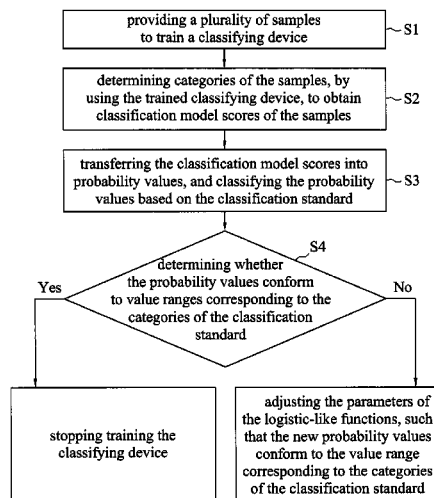 providing a plurality of samples
to train a classifying device
S1
determining categories of the samples, by
using the trained classifying device, to obtain
classification model scores of the samples
S2
transferring the classification model scores into
probability values, and classifying the probability
values based on the classification standard
S3
S4
determining whether
the probability values conform
to value ranges corresponding to the
categories of the classification
standard
Yes
No
stopping training the
classifying device
adjusting the parameters of
the logistic-like functions, such
that the new probability values
conform to the value range
corresponding to the categories
of the classification standard